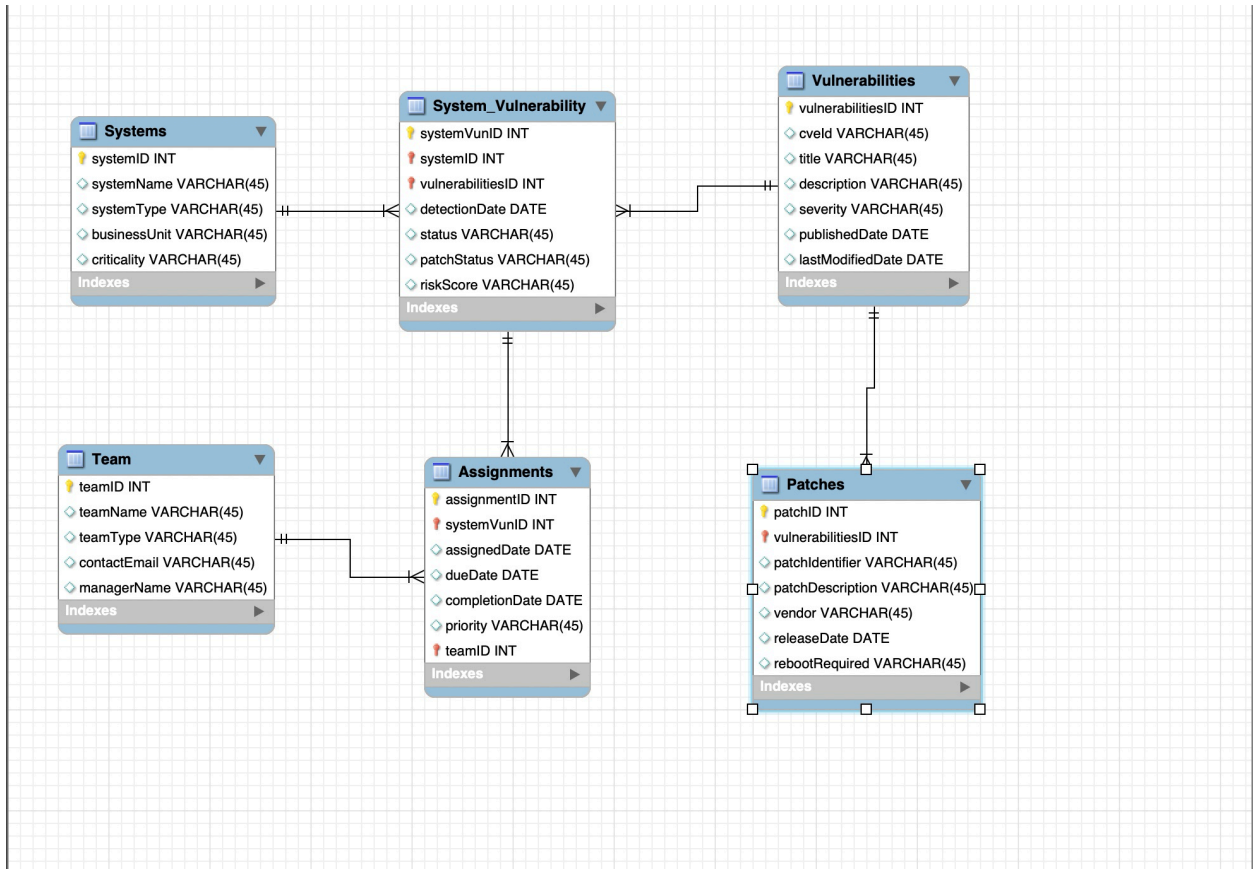 Systems
systemID INT
systemName VARCHAR(45)
systemType VARCHAR(45)
businessUnit VARCHAR(45)
criticality VARCHAR(45)
Indexes
System_Vulnerability
systemVunID INT
systemID INT
vulnerabilitiesID INT
detectionDate DATE
status VARCHAR(45)
patchStatus VARCHAR(45)
riskScore VARCHAR(45)
Indexes
Vulnerabilities
vulnerabilitiesID INT
cveId VARCHAR(45)
title VARCHAR(45)
description VARCHAR(45)
severity VARCHAR(45)
publishedDate DATE
lastModifiedDate DATE
Indexes
Team
teamID INT
teamName VARCHAR(45)
teamType VARCHAR(45)
contactEmail VARCHAR(45)
managerName VARCHAR(45)
Indexes
Assignments
assignmentID INT
systemVunID INT
assignedDate DATE
dueDate DATE
completionDate DATE
priority VARCHAR(45)
teamID INT
Indexes
Patches
patchID INT
vulnerabilitiesID INT
patchIdentifier VARCHAR(45)
patchDescription VARCHAR(45)
vendor VARCHAR(45)
releaseDate DATE
rebootRequired VARCHAR(45)
Indexes